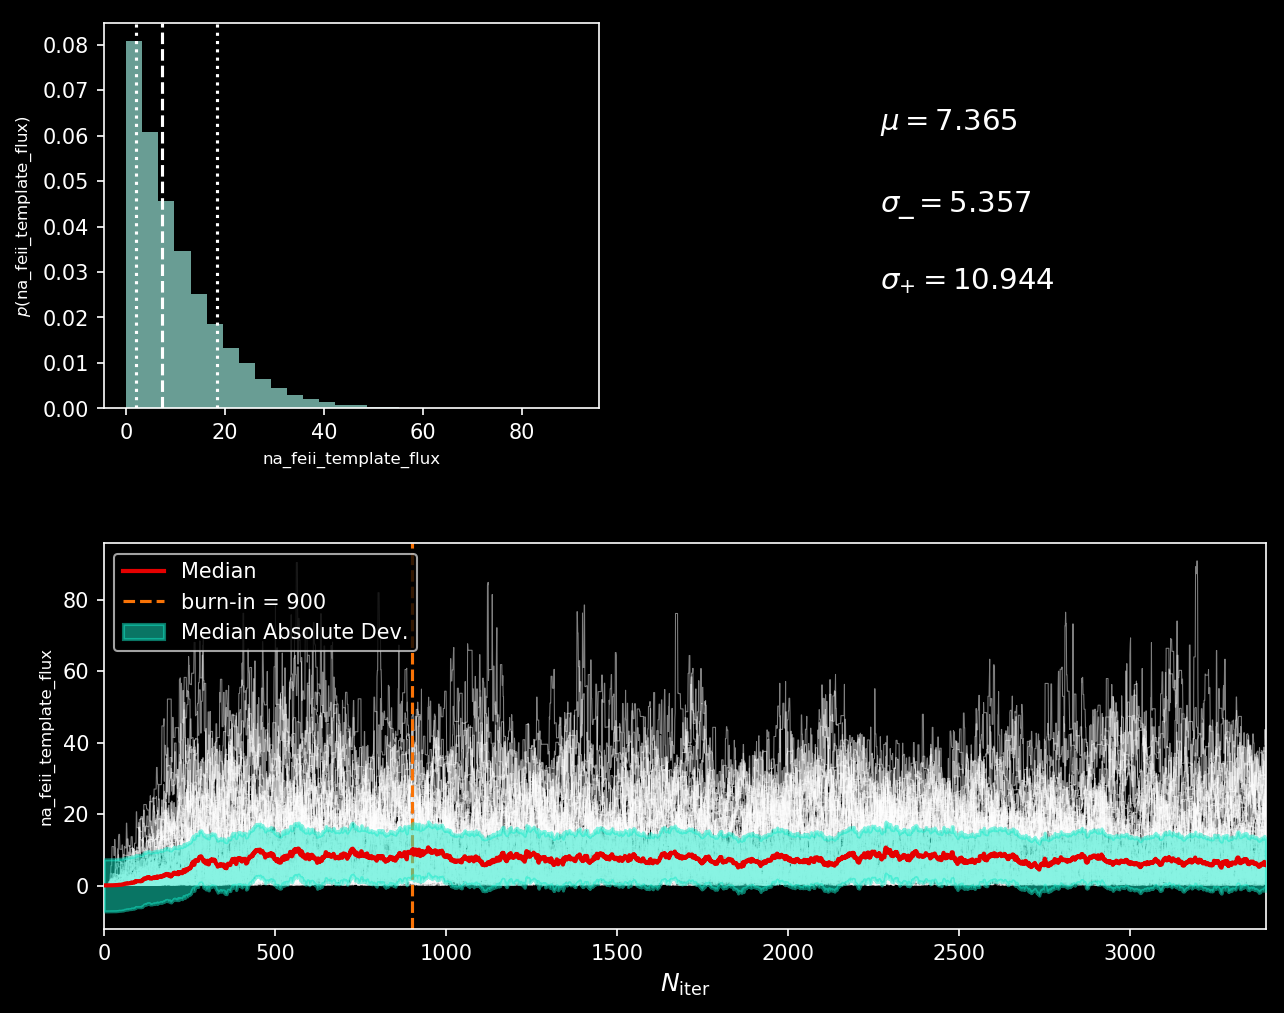 0.08
0.07
0.06
0.05
0.04
0.03
0.02
0.01
0.00
p(na_feii_template_flux)
0 20 40 60 80
na_feii_template_flux
μ = 7.365
σ₋ = 5.357
σ₊ = 10.944
Median
burn-in = 900
Median Absolute Dev.
80
60
40
20
0
na_feii_template_flux
0 500 1000 1500 2000 2500 3000
N_iter